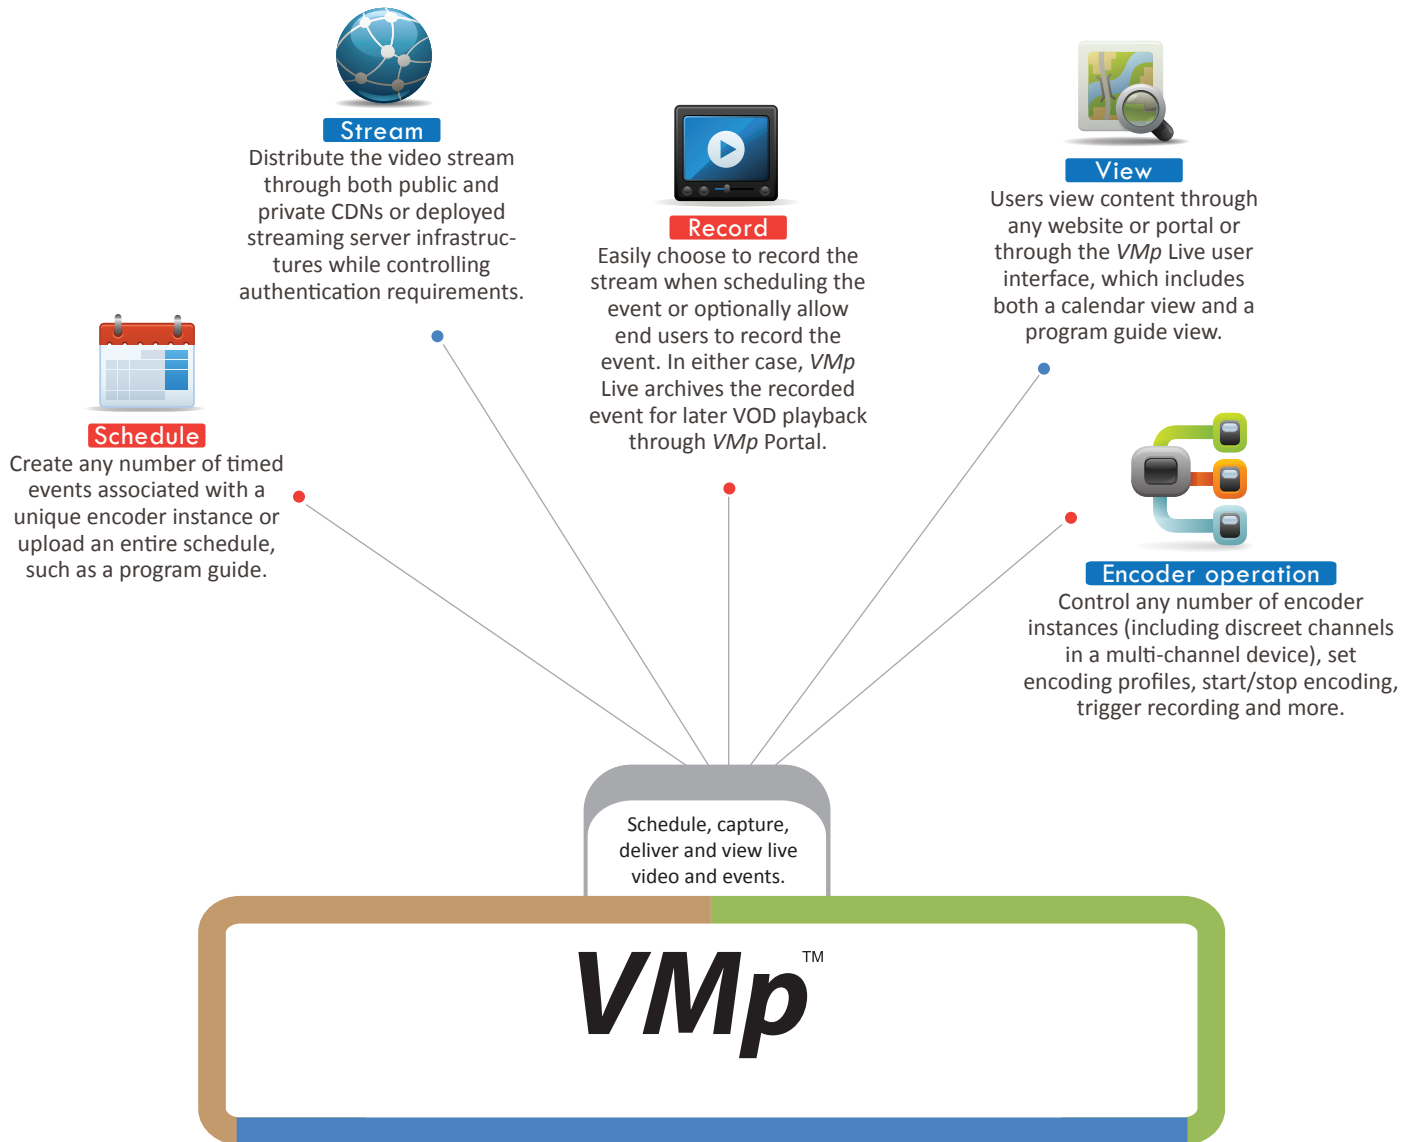 Stream
Distribute the video stream
through both public and
private CDNs or deployed
streaming server infrastruc-
tures while controlling
authentication requirements.
Record
Easily choose to record the
stream when scheduling the
event or optionally allow
end users to record the
event. In either case, VMp
Live archives the recorded
event for later VOD playback
through VMp Portal.
View
Users view content through
any website or portal or
through the VMp Live user
interface, which includes
both a calendar view and a
program guide view.
Schedule
Create any number of timed
events associated with a
unique encoder instance or
upload an entire schedule,
such as a program guide.
Encoder operation
Control any number of encoder
instances (including discreet channels
in a multi-channel device), set
encoding profiles, start/stop encoding,
trigger recording and more.
Schedule, capture,
deliver and view live
video and events.
VMp™